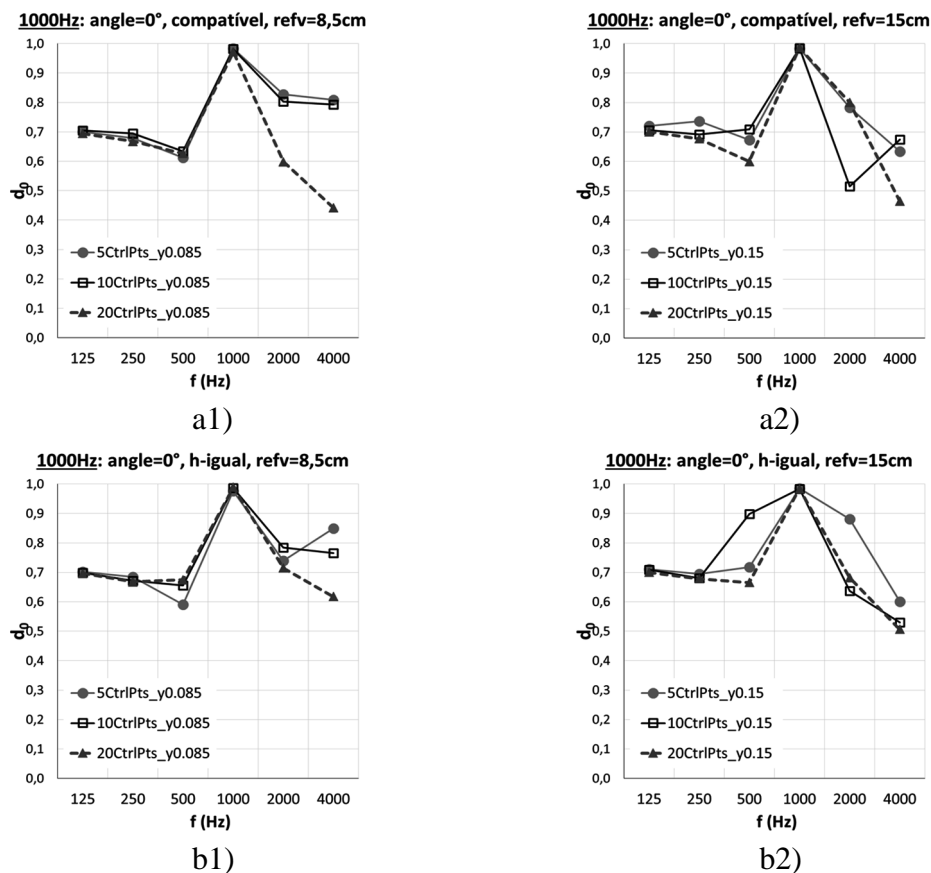 1000Hz: angle=0°, compatível, refv=8,5cm
1,0
0,9
0,8
0,7
0,6
0,5
0,4
0,3
0,2
0,1
0,0
d0
5CtrlPts_y0.085
10CtrlPts_y0.085
20CtrlPts_y0.085
125 250 500 1000 2000 4000
f (Hz)
a1)
1000Hz: angle=0°, compatível, refv=15cm
1,0
0,9
0,8
0,7
0,6
0,5
0,4
0,3
0,2
0,1
0,0
d0
5CtrlPts_y0.15
10CtrlPts_y0.15
20CtrlPts_y0.15
125 250 500 1000 2000 4000
f (Hz)
a2)
1000Hz: angle=0°, h-igual, refv=8,5cm
1,0
0,9
0,8
0,7
0,6
0,5
0,4
0,3
0,2
0,1
0,0
d0
5CtrlPts_y0.085
10CtrlPts_y0.085
20CtrlPts_y0.085
125 250 500 1000 2000 4000
f (Hz)
b1)
1000Hz: angle=0°, h-igual, refv=15cm
1,0
0,9
0,8
0,7
0,6
0,5
0,4
0,3
0,2
0,1
0,0
d0
5CtrlPts_y0.15
10CtrlPts_y0.15
20CtrlPts_y0.15
125 250 500 1000 2000 4000
f (Hz)
b2)